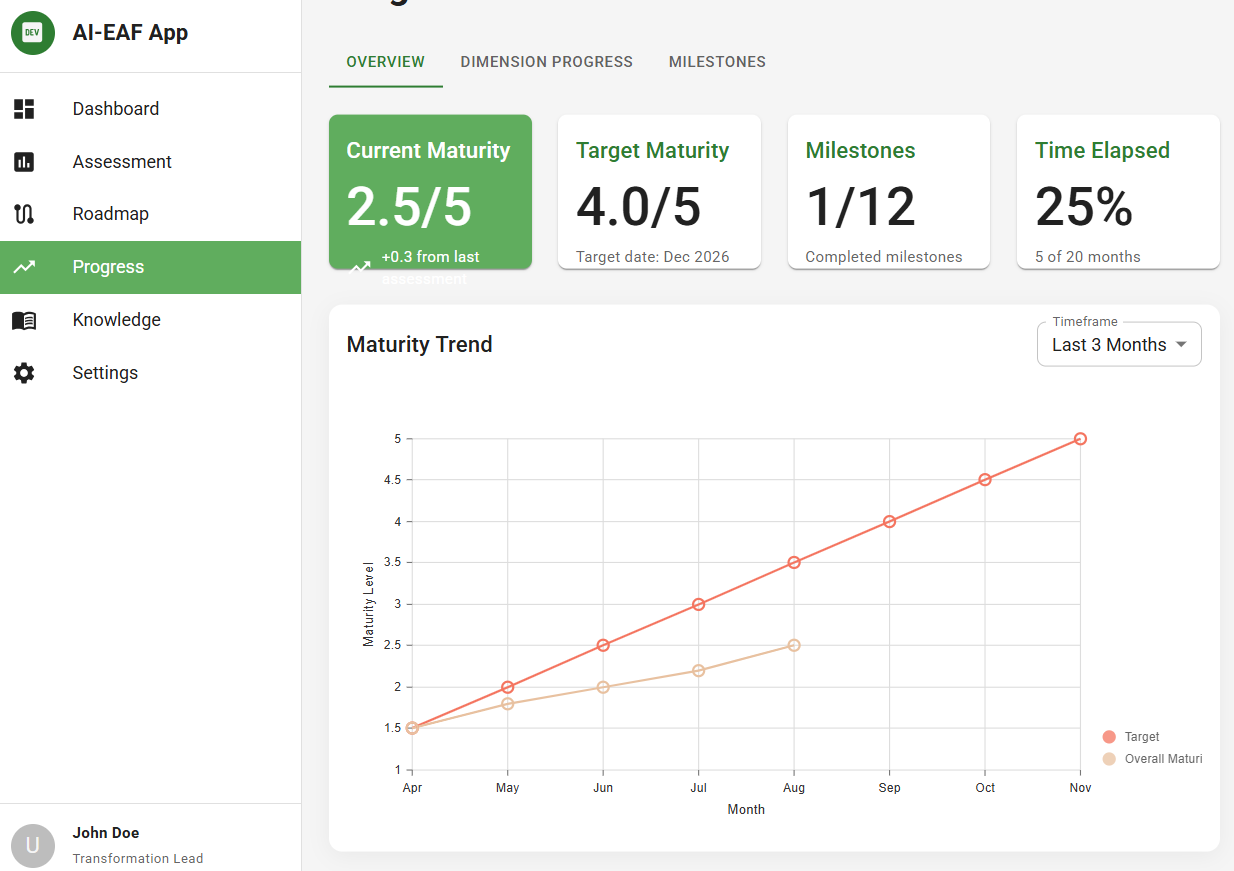 DEV
AI-EAF App
Dashboard
Assessment
Roadmap
Progress
Knowledge
Settings
John Doe
U
Transformation Lead
OVERVIEW
DIMENSION PROGRESS
MILESTONES
Current Maturity
2.5/5
+0.3 from last
assessment
Target Maturity
4.0/5
Target date: Dec 2026
Milestones
1/12
Completed milestones
Time Elapsed
25%
5 of 20 months
Maturity Trend
Timeframe
Last 3 Months
5
4.5
4
3.5
3
2.5
2
1.5
1
Maturity Level
Apr
May
Jun
Jul
Aug
Sep
Oct
Nov
Month
Target
Overall Maturi